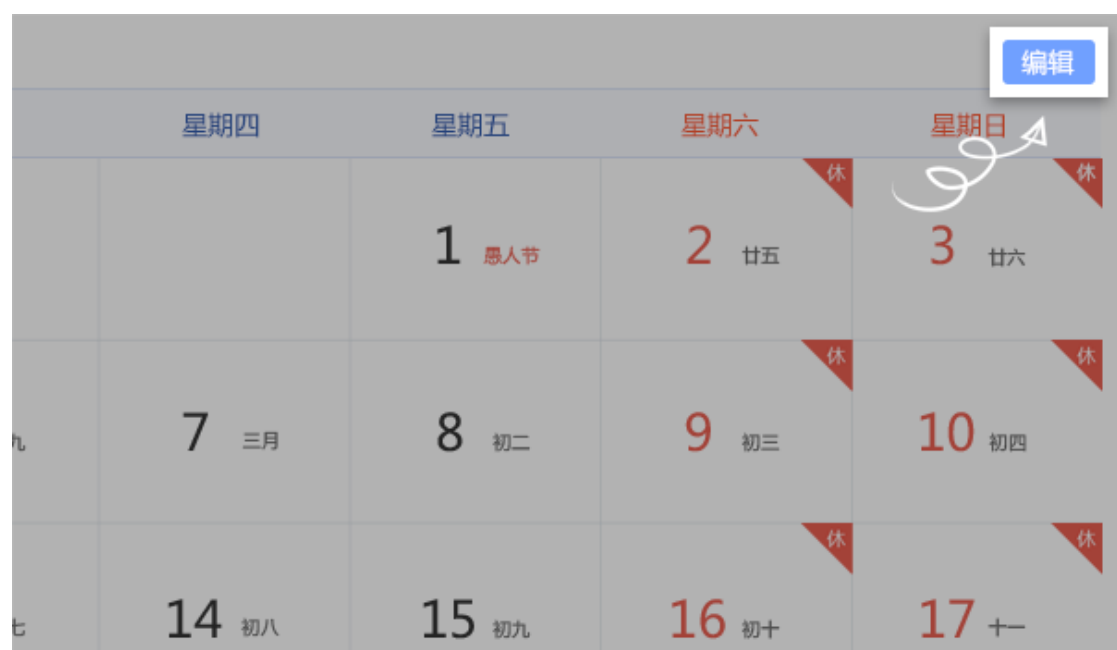 编辑
星期四 星期五 星期六 星期日
休 休
1 愚人节 2 廿五 3 廿六
休 休
九 7 三月 8 初二 9 初三 10 初四
休 休
七 14 初八 15 初九 16 初十 17 十一